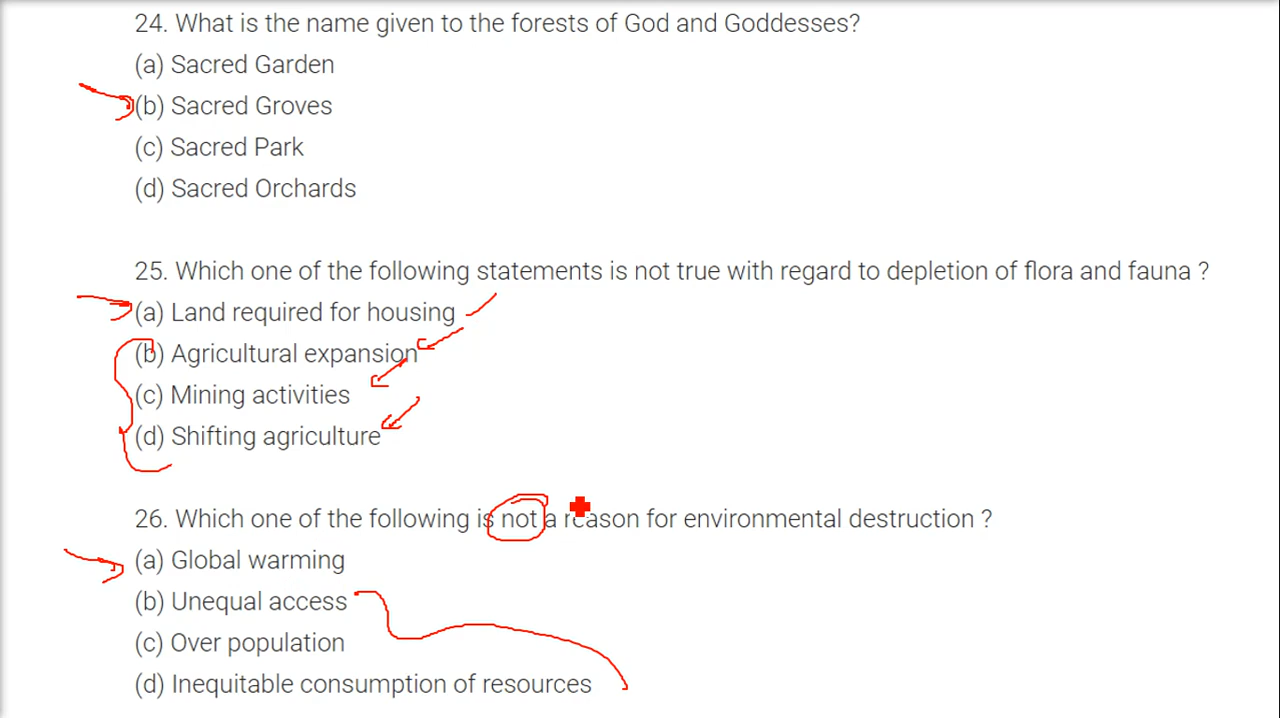 24. What is the name given to the forests of God and Goddesses?
(a) Sacred Garden
(b) Sacred Groves
(c) Sacred Park
(d) Sacred Orchards
25. Which one of the following statements is not true with regard to depletion of flora and fauna ?
(a) Land required for housing
(b) Agricultural expansion
(c) Mining activities
(d) Shifting agriculture
26. Which one of the following is not a reason for environmental destruction ?
(a) Global warming
(b) Unequal access
(c) Over population
(d) Inequitable consumption of resources